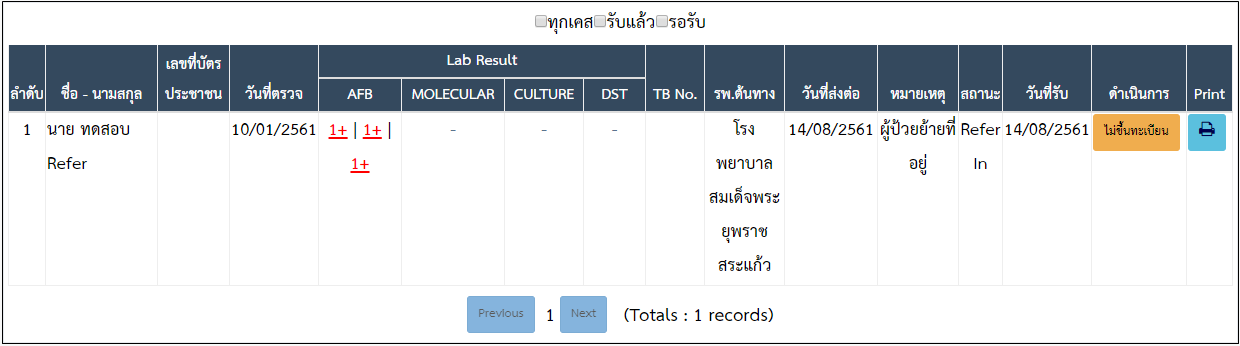 ทุกเคส รับแล้ว รอรับ
ลำดับ ชื่อ - นามสกุล เลขที่บัตรประชาชน วันที่ตรวจ Lab Result TB No. รพ.ต้นทาง วันที่ส่งต่อ หมายเหตุ สถานะ วันที่รับ ดำเนินการ Print
AFB MOLECULAR CULTURE DST
1 นาย ทดสอบ 10/01/2561 1+ | 1+ | - - - โรง 14/08/2561 ผู้ป่วยย้ายที่ Refer 14/08/2561 ไม่ขึ้นทะเบียน
Refer 1+ พยาบาล อยู่ In
สมเด็จพระ
ยุพราช
สระแก้ว
Previous 1 Next (Totals : 1 records)